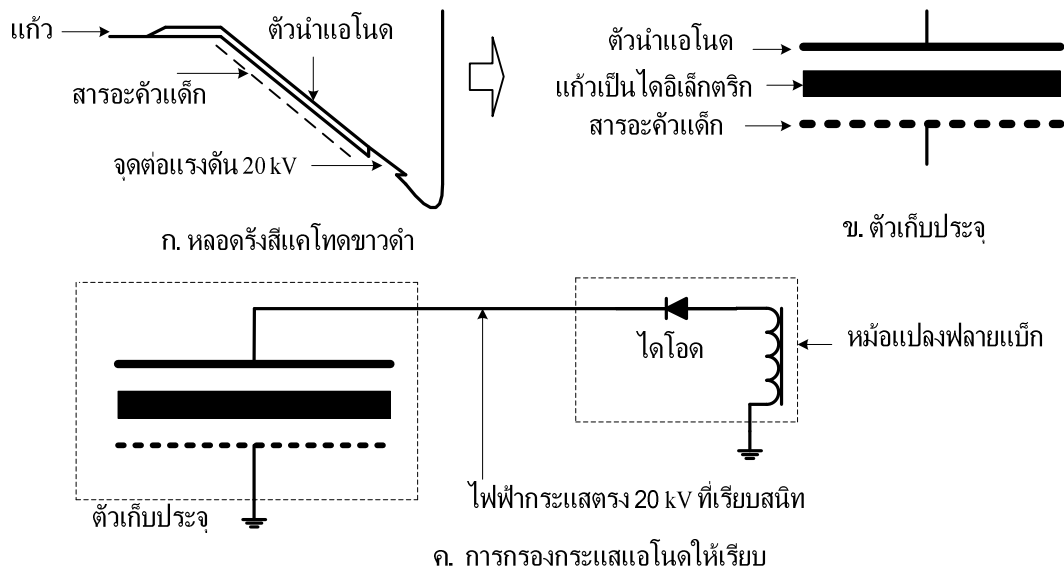 แก้ว
ตัวนำแอโนด
สารอะคัวแด็ก
จุดต่อแรงดัน 20 kV
ก. หลอดรังสีแคโทดขาวดำ
ตัวนำแอโนด
แก้วเป็นไดอิเล็กตริก
สารอะคัวแด็ก
ข. ตัวเก็บประจุ
ไดโอด
หม้อแปลงฟลายแบ็ก
ไฟฟ้ากระแสตรง 20 kV ที่เรียบสนิท
ตัวเก็บประจุ
ค. การกรองกระแสแอโนดให้เรียบ